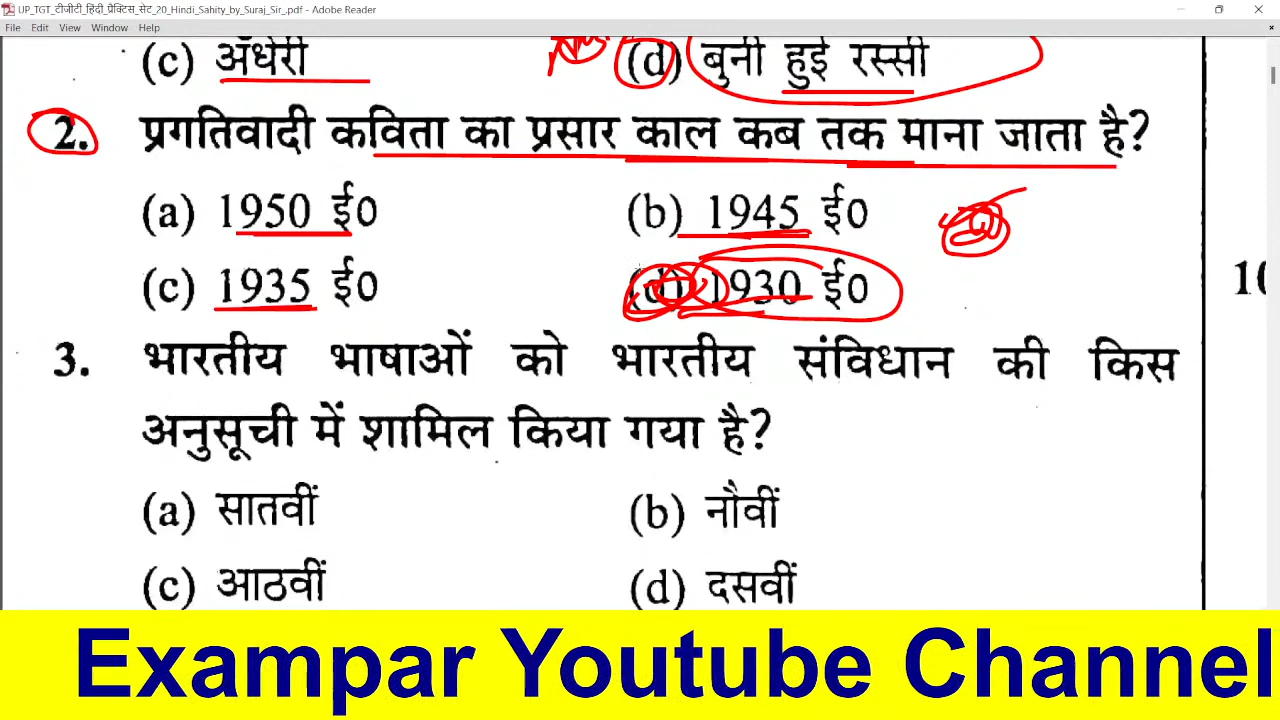 UP_TGT_टीजीटी_हिंदी_प्रैक्टिस_सेट_20_Hindi_Sahity_by_Suraj_Sir_.pdf - Adobe Reader
File Edit View Window Help
(c) अँधेरी (d) बुनी हुई रस्सी
2. प्रगतिवादी कविता का प्रसार काल कब तक माना जाता है?
(a) 1950 ई० (b) 1945 ई०
(c) 1935 ई० (d) 1930 ई०
10
3. भारतीय भाषाओं को भारतीय संविधान की किस
अनुसूची में शामिल किया गया है?
(a) सातवीं (b) नौवीं
(c) आठवीं (d) दसवीं
Exampar Youtube Channel